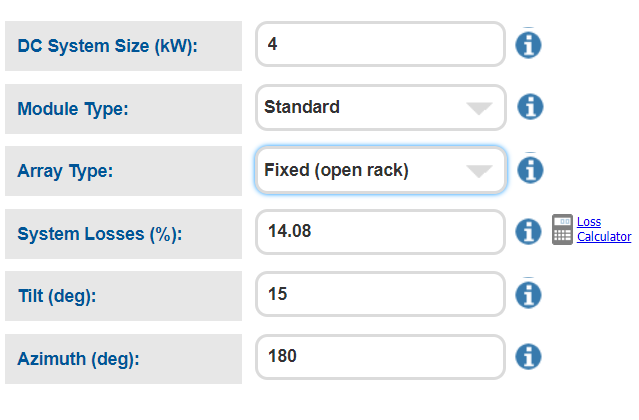 DC System Size (kW): 4
Module Type: Standard
Array Type: Fixed (open rack)
System Losses (%): 14.08 Loss
Calculator
Tilt (deg): 15
Azimuth (deg): 180